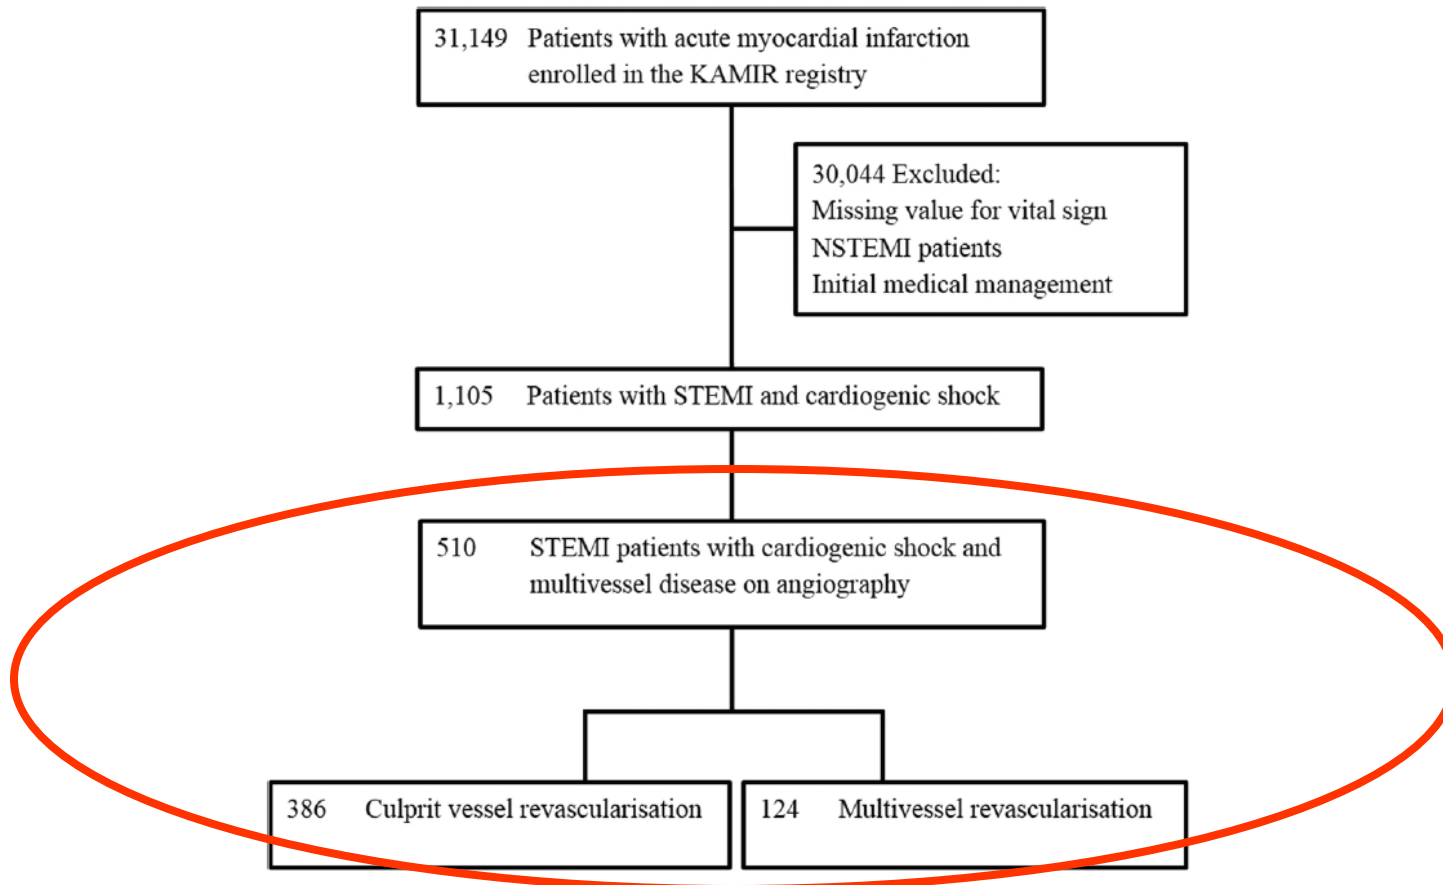 31,149 Patients with acute myocardial infarction
enrolled in the KAMIR registry
30,044 Excluded:
Missing value for vital sign
NSTEMI patients
Initial medical management
1,105 Patients with STEMI and cardiogenic shock
510 STEMI patients with cardiogenic shock and
multivessel disease on angiography
386 Culprit vessel revascularisation
124 Multivessel revascularisation